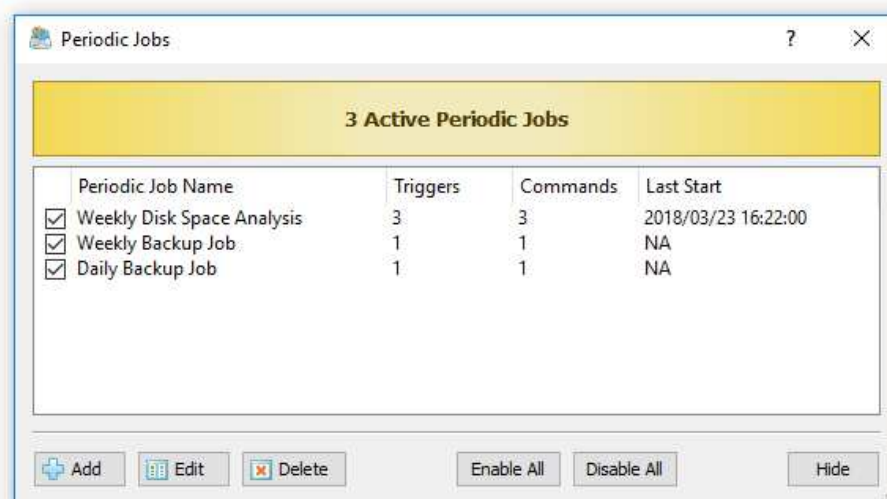 Periodic Jobs ?
3 Active Periodic Jobs
Periodic Job Name Triggers Commands Last Start
Weekly Disk Space Analysis 3 3 2018/03/23 16:22:00
Weekly Backup Job 1 1 NA
Daily Backup Job 1 1 NA
Add Edit Delete Enable All Disable All Hide